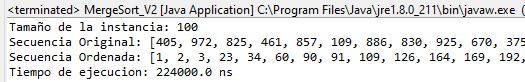 <terminated> MergeSort_V2 [Java Application] C:\Program Files\Java\jre1.8.0_211\bin\javaw.exe
Tamaño de la instancia: 100
Secuencia Original: [405, 972, 825, 461, 857, 109, 886, 830, 925, 670, 375
Secuencia Ordenada: [1, 2, 3, 23, 34, 60, 90, 91, 109, 126, 164, 169, 192,
Tiempo de ejecucion: 224000.0 ns